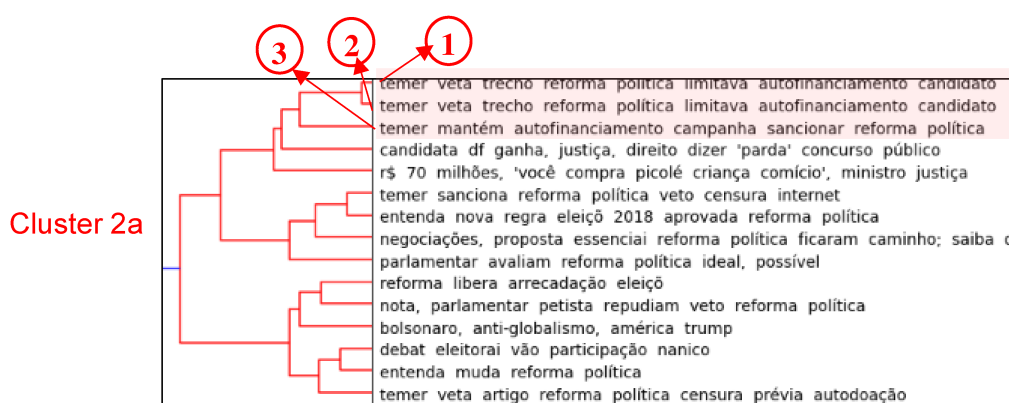 3 2 1
temer veta trecho reforma política limitava autofinanciamento candidato
temer veta trecho reforma política limitava autofinanciamento candidato
temer mantém autofinanciamento campanha sancionar reforma política
candidata df ganha, justiça, direito dizer 'parda' concurso público
r$ 70 milhões, 'você compra picolé criança comício', ministro justiça
temer sanciona reforma política veto censura internet
Cluster 2a
entenda nova regra eleiçõ 2018 aprovada reforma política
negociações, proposta essenciai reforma política ficaram caminho; saiba
parlamentar avaliam reforma política ideal, possível
reforma libera arrecadação eleiçõ
nota, parlamentar petista repudiam veto reforma política
bolsonaro, anti-globalismo, américa trump
debat eleitorai vão participação nanico
entenda muda reforma política
temer veta artigo reforma política censura prévia autodoação